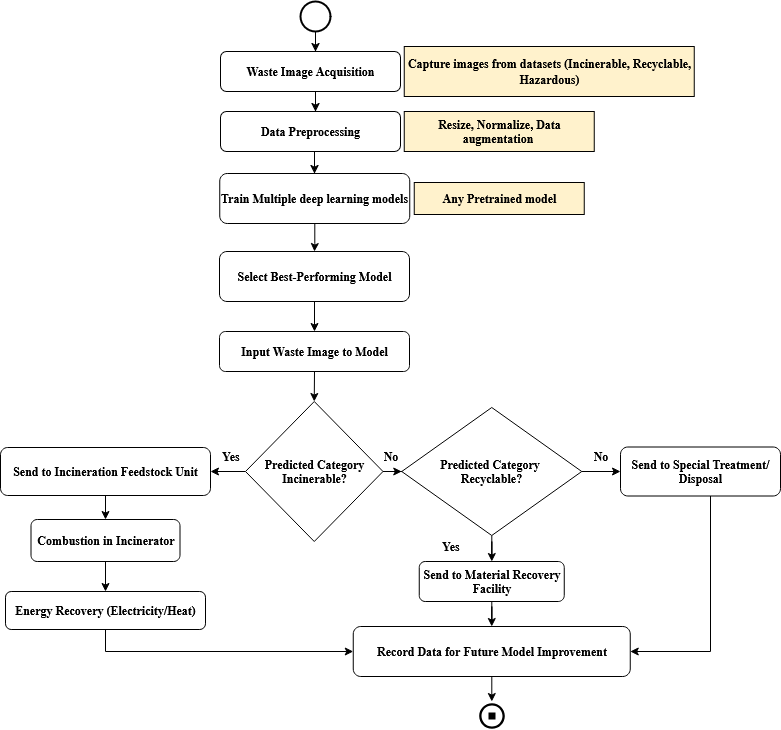 Waste Image Acquisition
Capture images from datasets (Incinerable, Recyclable,
Hazardous)
Data Preprocessing
Resize, Normalize, Data
augmentation
Train Multiple deep learning models
Any Pretrained model
Select Best-Performing Model
Input Waste Image to Model
Predicted Category
Incinerable?
Yes
No
Predicted Category
Recyclable?
No
Yes
Send to Incineration Feedstock Unit
Send to Special Treatment/
Disposal
Combustion in Incinerator
Send to Material Recovery
Facility
Energy Recovery (Electricity/Heat)
Record Data for Future Model Improvement